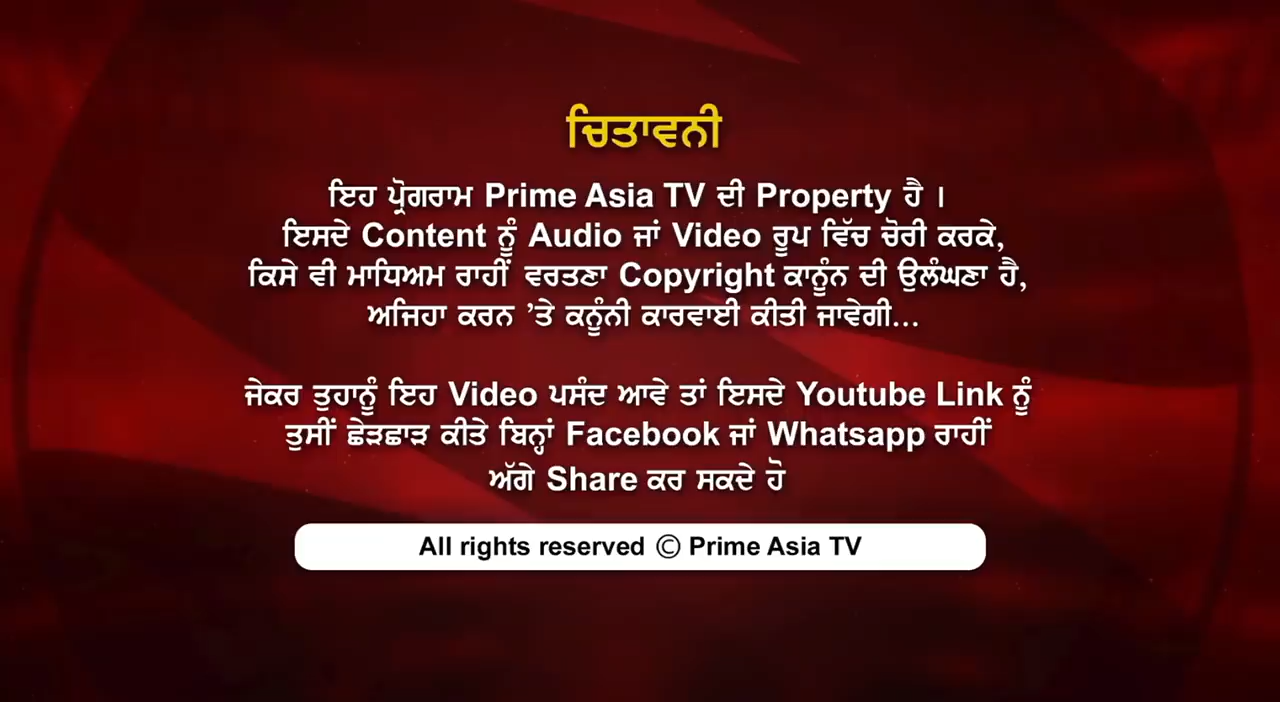 ਚਿਤਾਵਨੀ
ਇਹ ਪ੍ਰੋਗਰਾਮ Prime Asia TV ਦੀ Property ਹੈ ।
ਇਸਦੇ Content ਨੂੰ Audio ਜਾਂ Video ਰੂਪ ਵਿੱਚ ਚੋਰੀ ਕਰਕੇ,
ਕਿਸੇ ਵੀ ਮਾਧਿਅਮ ਰਾਹੀਂ ਵਰਤਣਾ Copyright ਕਾਨੂੰਨ ਦੀ ਉਲੰਘਣਾ ਹੈ,
ਅਜਿਹਾ ਕਰਨ ’ਤੇ ਕਨੂੰਨੀ ਕਾਰਵਾਈ ਕੀਤੀ ਜਾਵੇਗੀ...
ਜੇਕਰ ਤੁਹਾਨੂੰ ਇਹ Video ਪਸੰਦ ਆਵੇ ਤਾਂ ਇਸਦੇ Youtube Link ਨੂੰ
ਤੁਸੀਂ ਛੇੜਛਾੜ ਕੀਤੇ ਬਿਨ੍ਹਾਂ Facebook ਜਾਂ Whatsapp ਰਾਹੀਂ
ਅੱਗੇ Share ਕਰ ਸਕਦੇ ਹੋ
All rights reserved © Prime Asia TV